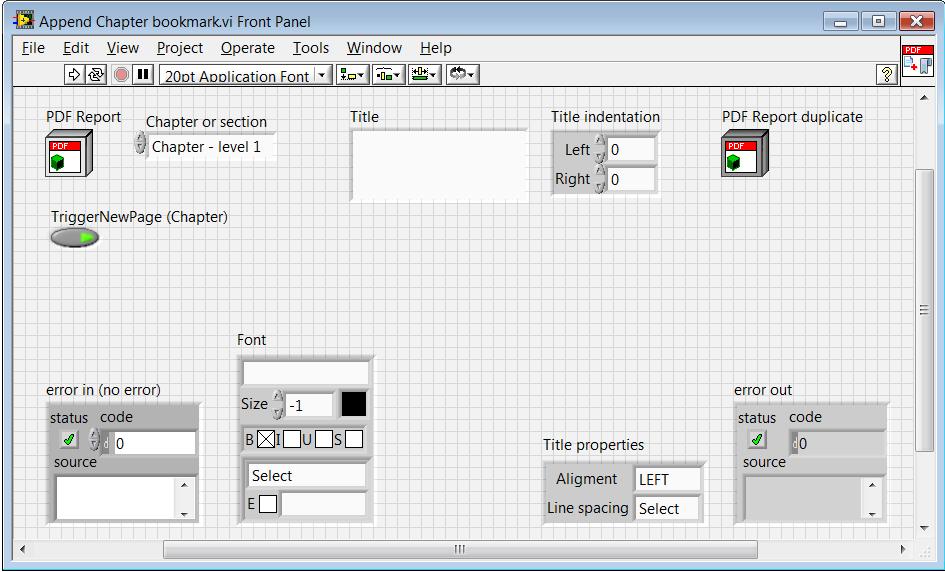 Append Chapter bookmark.vi Front Panel
File Edit View Project Operate Tools Window Help
20pt Application Font
?
PDF
PDF Report
Chapter or section
Title
Title indentation
PDF Report duplicate
PDF
Chapter - level 1
Left 0
Right 0
PDF
TriggerNewPage (Chapter)
Font
Size -1
B I U S
Select
E
error in (no error)
status code
d 0
source
Title properties
Aligment LEFT
Line spacing Select
error out
status code
d 0
source